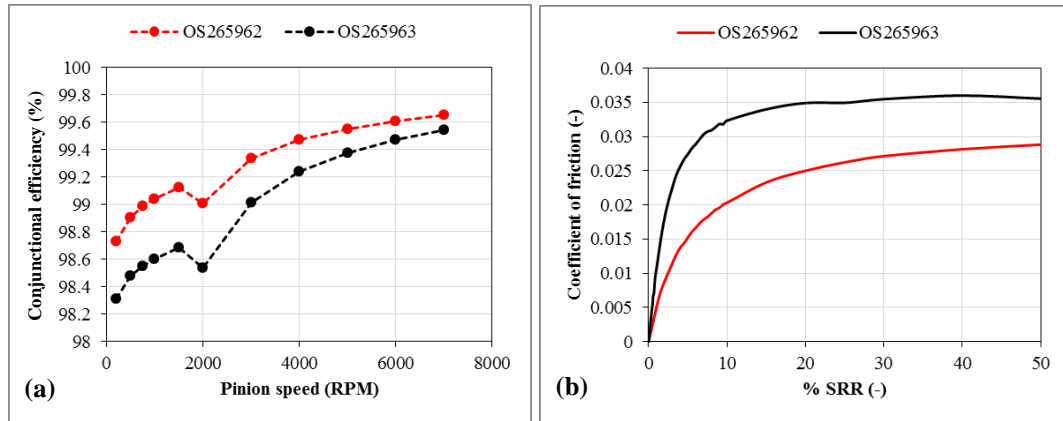 OS265962 OS265963
100
99.8
99.6
99.4
99.2
99
98.8
98.6
98.4
98.2
98
0 2000 4000 6000 8000
Conjunctional efficiency (%)
Pinion speed (RPM)
(a)
OS265962 OS265963
0.04
0.035
0.03
0.025
0.02
0.015
0.01
0.005
0
0 10 20 30 40 50
Coefficient of friction (-)
% SRR (-)
(b)